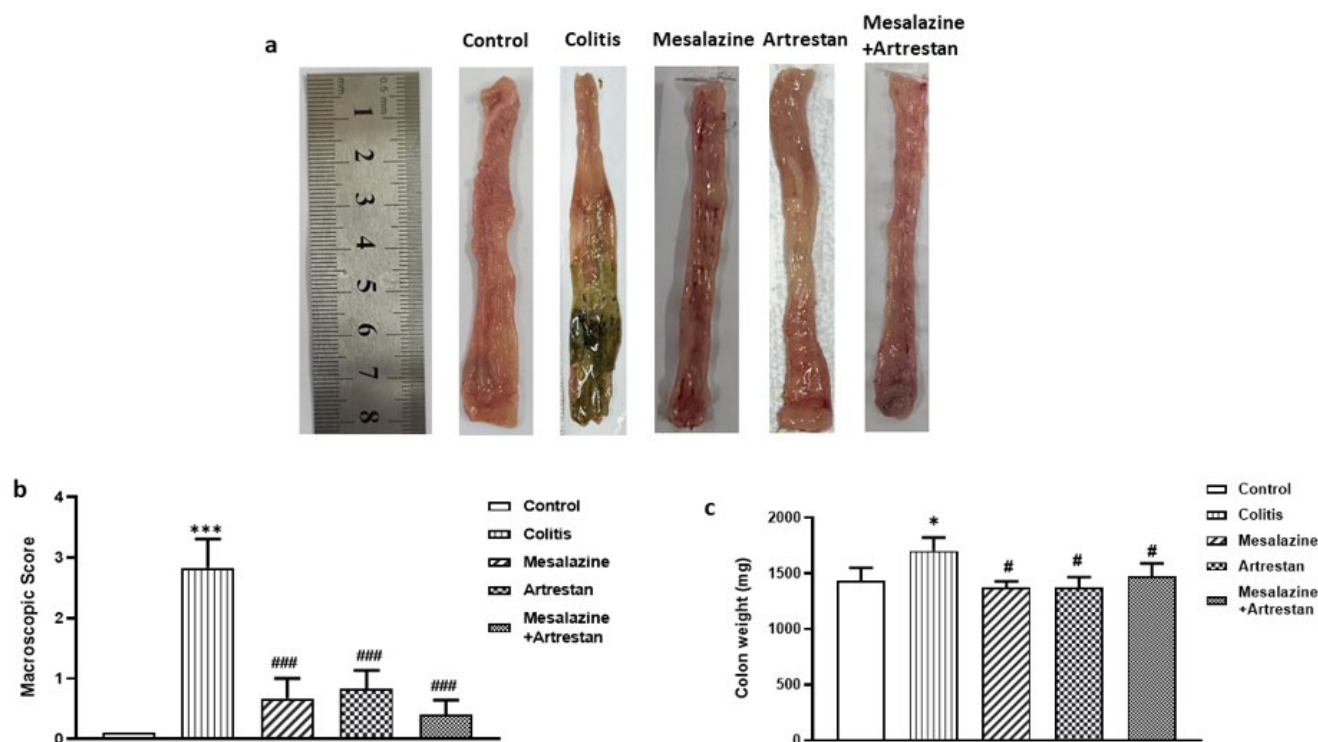 a
Control
Colitis
Mesalazine
Artrestan
Mesalazine
+Artrestan
mm
0.5 mm
1
2
3
4
5
6
7
8
b
Macroscopic Score
4
3
2
1
0
***
###
###
###
Control
Colitis
Mesalazine
Artrestan
Mesalazine
+Artrestan
c
Colon weight (mg)
2000
1500
1000
500
0
*
#
#
#
Control
Colitis
Mesalazine
Artrestan
Mesalazine
+Artrestan